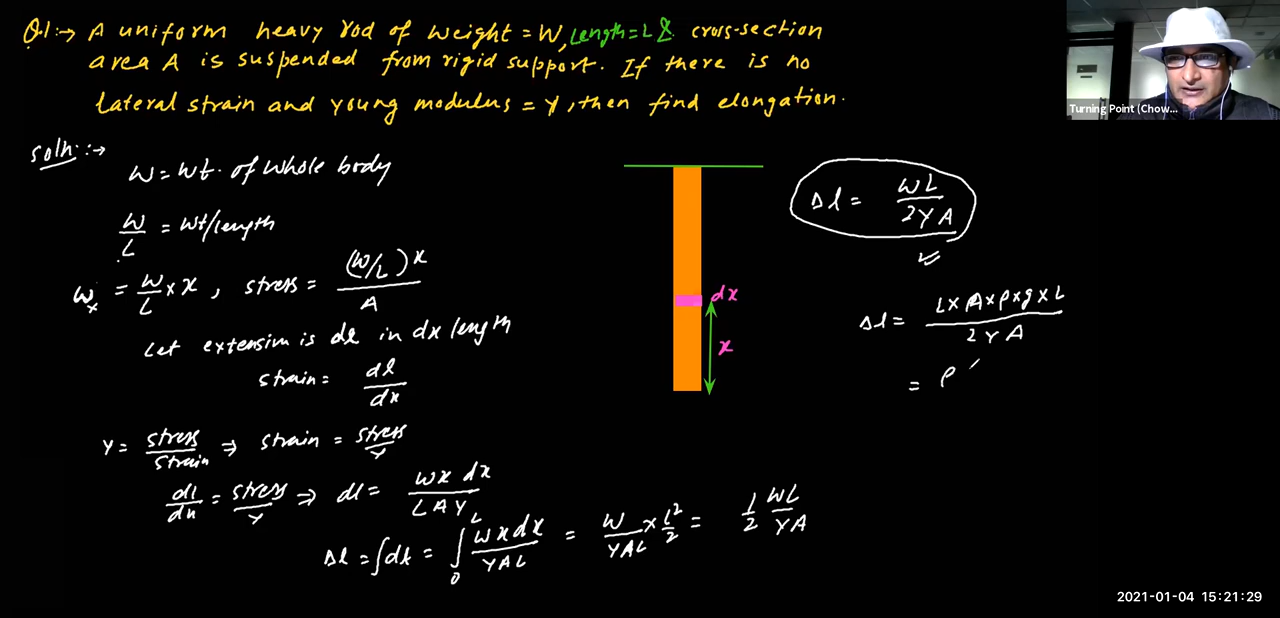 Q.1:→ A uniform heavy rod of weight = W, Length = L & cross-section
area A is suspended from rigid support. If there is no
lateral strain and young modulus = Y, then find elongation.
Soln:→
W = Wt. of Whole body
W/L = Wt/length
Wx = W/L × x, stress = (W/L)x / A
Let extension is dl in dx length
strain = dl/dx
Y = stress/strain ⇒ strain = stress/Y
dl/dx = stress/Y ⇒ dl = Wx dx / LAY
Δl = ∫dl = ∫₀ᴸ Wxdx/YAL = W/YAL × L²/2 = 1/2 WL/YA
dx
x
Δl = WL/2YA
Δl = L×A×ρ×g×L / 2YA
= ρ
Turning Point (Chow...
2021-01-04 15:21:29